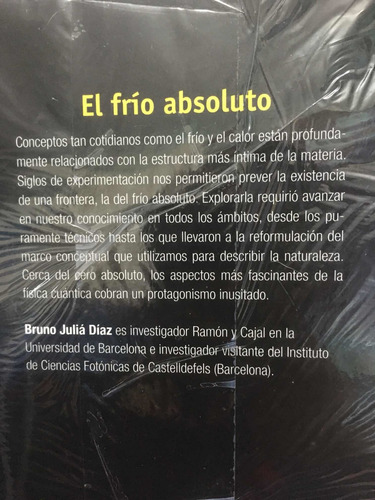 El frío absoluto
Conceptos tan cotidianos como el frío y el calor están profunda-
mente relacionados con la estructura más íntima de la materia.
Siglos de experimentación nos permitieron prever la existencia
de una frontera, la del frío absoluto. Explorarla requirió avanzar
en nuestro conocimiento en todos los ámbitos, desde los pu-
ramente técnicos hasta los que llevaron a la reformulación del
marco conceptual que utilizamos para describir la naturaleza.
Cerca del cero absoluto, los aspectos más fascinantes de la
física cuántica cobran un protagonismo inusitado.
Bruno Juliá Díaz es investigador Ramón y Cajal en la
Universidad de Barcelona e investigador visitante del Instituto
de Ciencias Fotónicas de Castelldefels (Barcelona).